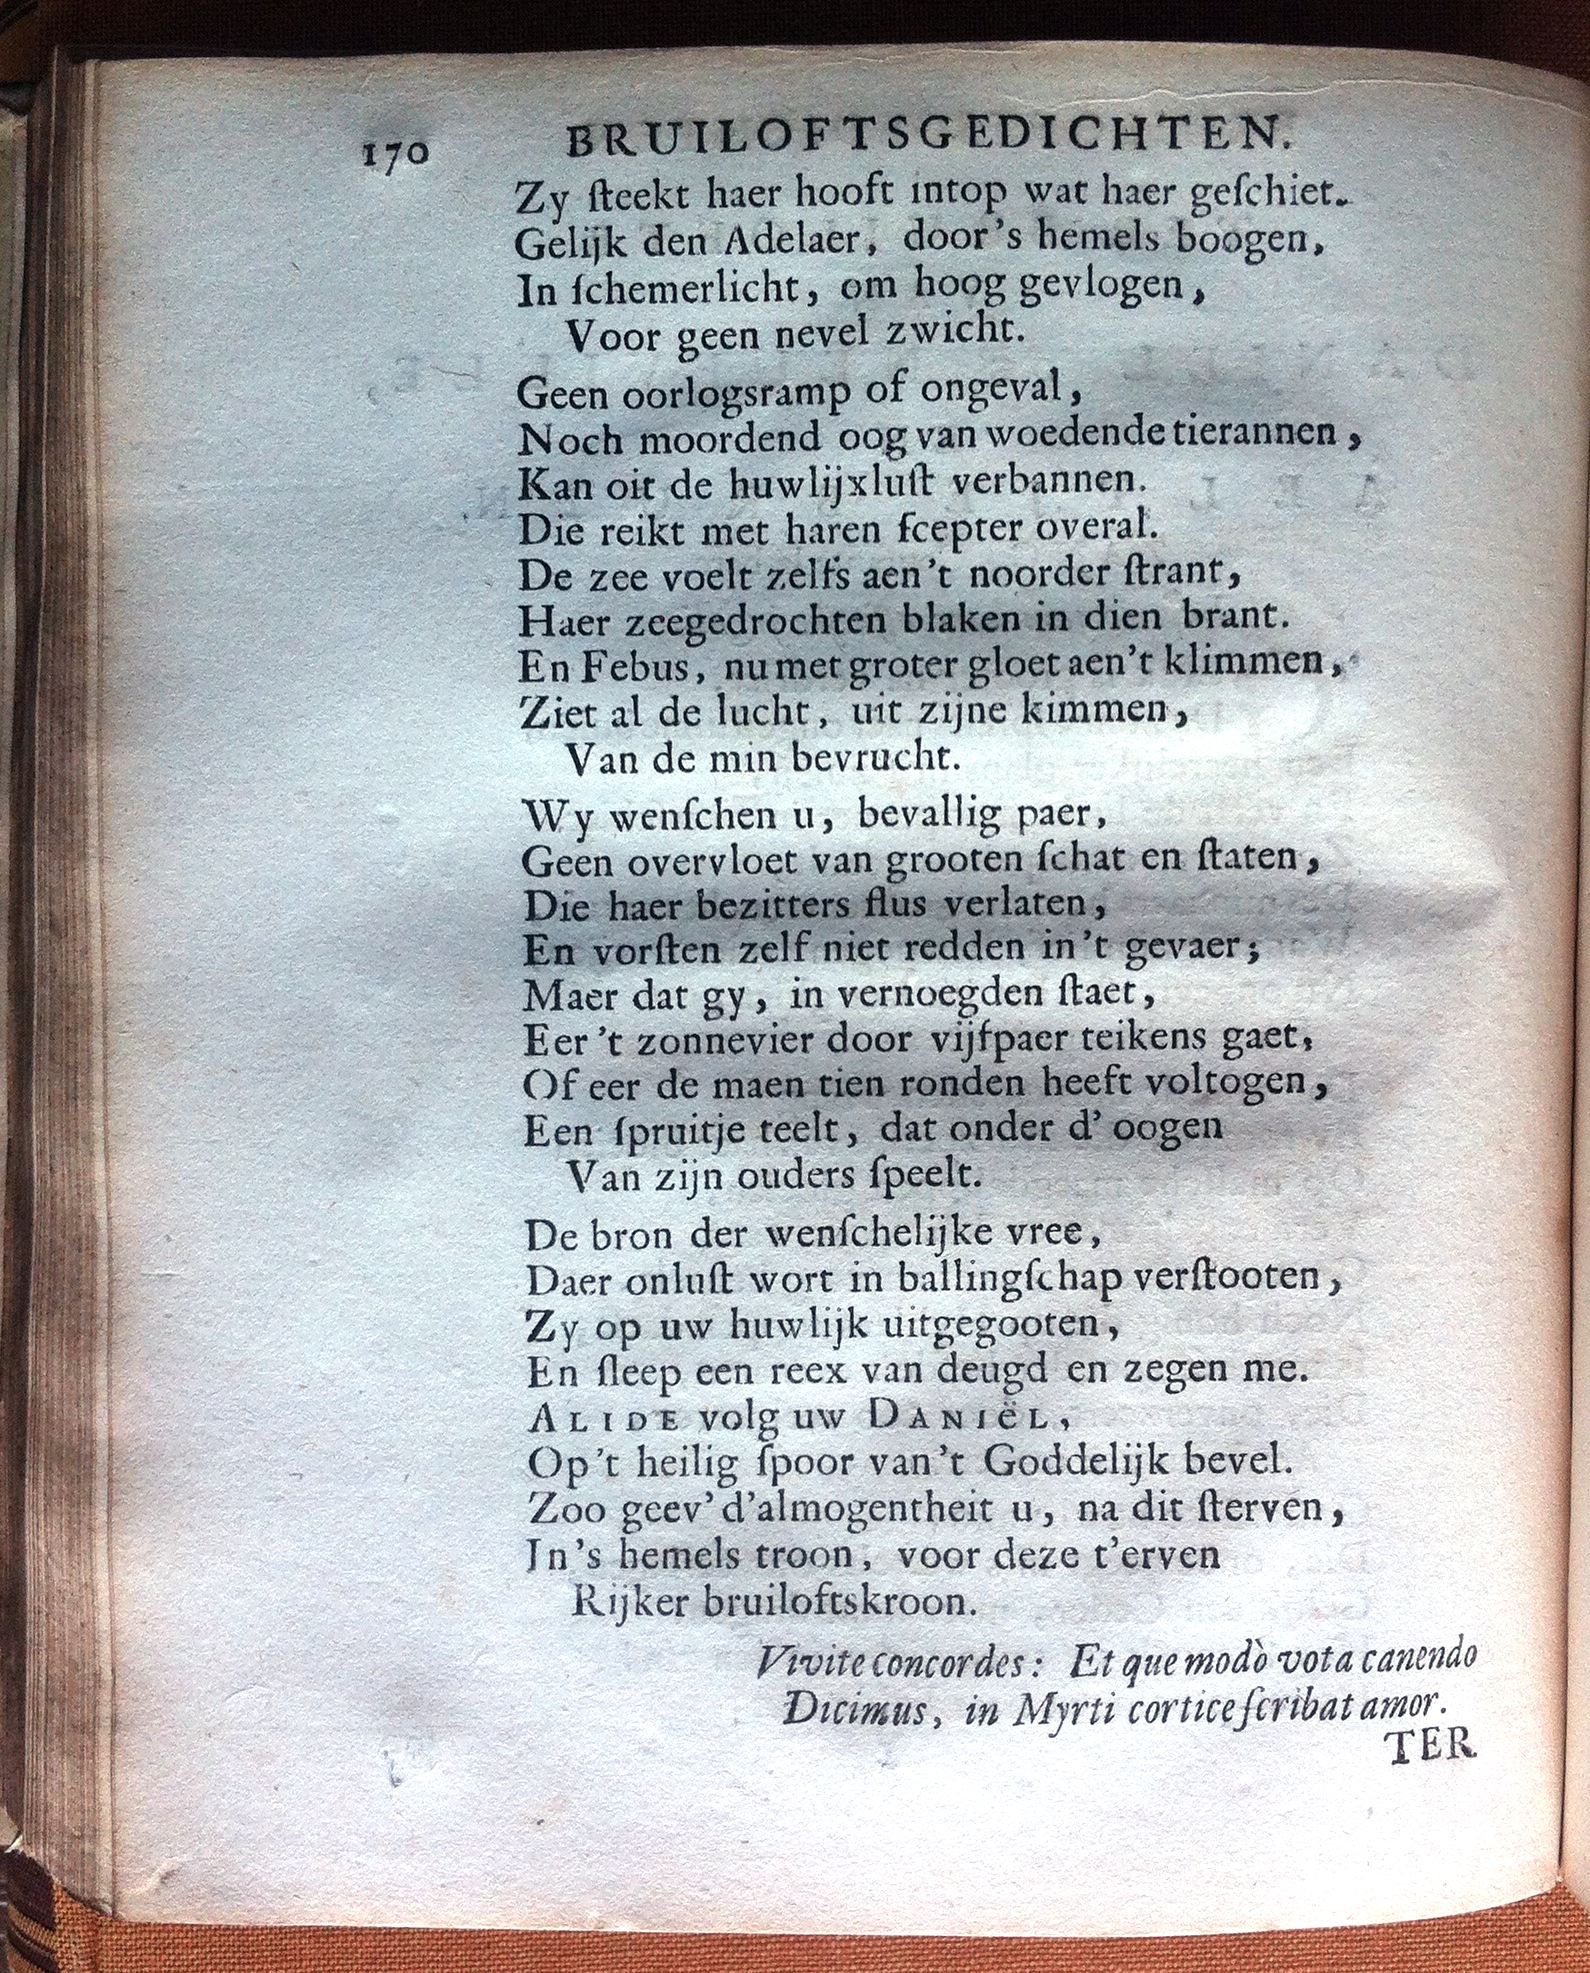 170 BRUILOFTSGEDICHTEN.
Zy ſteekt haer hooft intop wat haer geſchiet.
Gelijk den Adelaer, door's hemels boogen,
In ſchemerlicht, om hoog gevlogen,
Voor geen nevel zwicht.
Geen oorlogsramp of ongeval,
Noch moordend oog van woedende tierannen,
Kan oit de huwlijxluſt verbannen.
Die reikt met haren ſcepter overal.
De zee voelt zelfs aen't noorder ſtrant,
Haer zeegedrochten blaken in dien brant.
En Febus, nu met groter gloet aen't klimmen,
Ziet al de lucht, uit zijne kimmen,
Van de min bevrucht.
Wy wenſchen u, bevallig paer,
Geen overvloet van grooten ſchat en ſtaten,
Die haer bezitters flus verlaten,
En vorſten zelf niet redden in't gevaer;
Maer dat gy, in vernoegden ſtaet,
Eer 't zonnevier door vijfpaer teikens gaet,
Of eer de maen tien ronden heeft voltogen,
Een ſpruitje teelt, dat onder d' oogen
Van zijn ouders ſpeelt.
De bron der wenſchelijke vree,
Daer onluſt wort in ballingſchap verſtooten,
Zy op uw huwlijk uitgegooten,
En ſleep een reex van deugd en zegen me.
ALIDE volg uw DANIËL,
Op't heilig ſpoor van't Goddelijk bevel.
Zoo geev' d'almogentheit u, na dit ſterven,
In's hemels troon, voor deze t'erven
Rijker bruiloftskroon.
Vivite concordes: Et que modò vota canendo
Dicimus, in Myrti cortice ſcribat amor.
TER